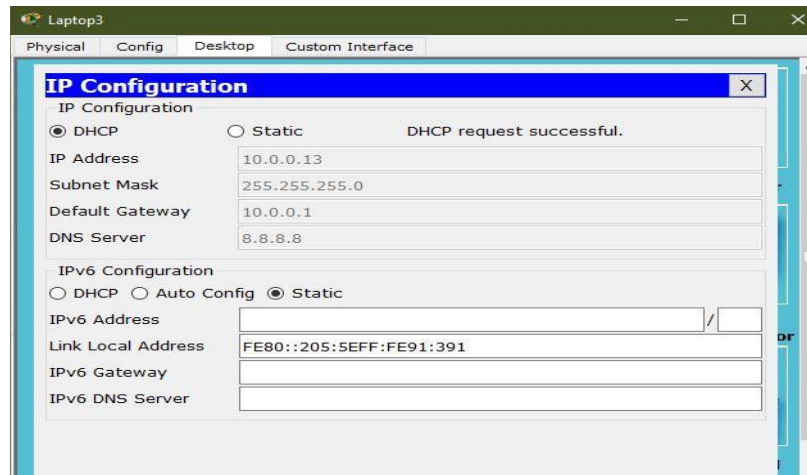 Laptop3
Physical Config Desktop Custom Interface
IP Configuration X
IP Configuration
DHCP Static DHCP request successful.
IP Address 10.0.0.13
Subnet Mask 255.255.255.0
Default Gateway 10.0.0.1
DNS Server 8.8.8.8
IPv6 Configuration
DHCP Auto Config Static
IPv6 Address /
Link Local Address FE80::205:5EFF:FE91:391
IPv6 Gateway
IPv6 DNS Server
or